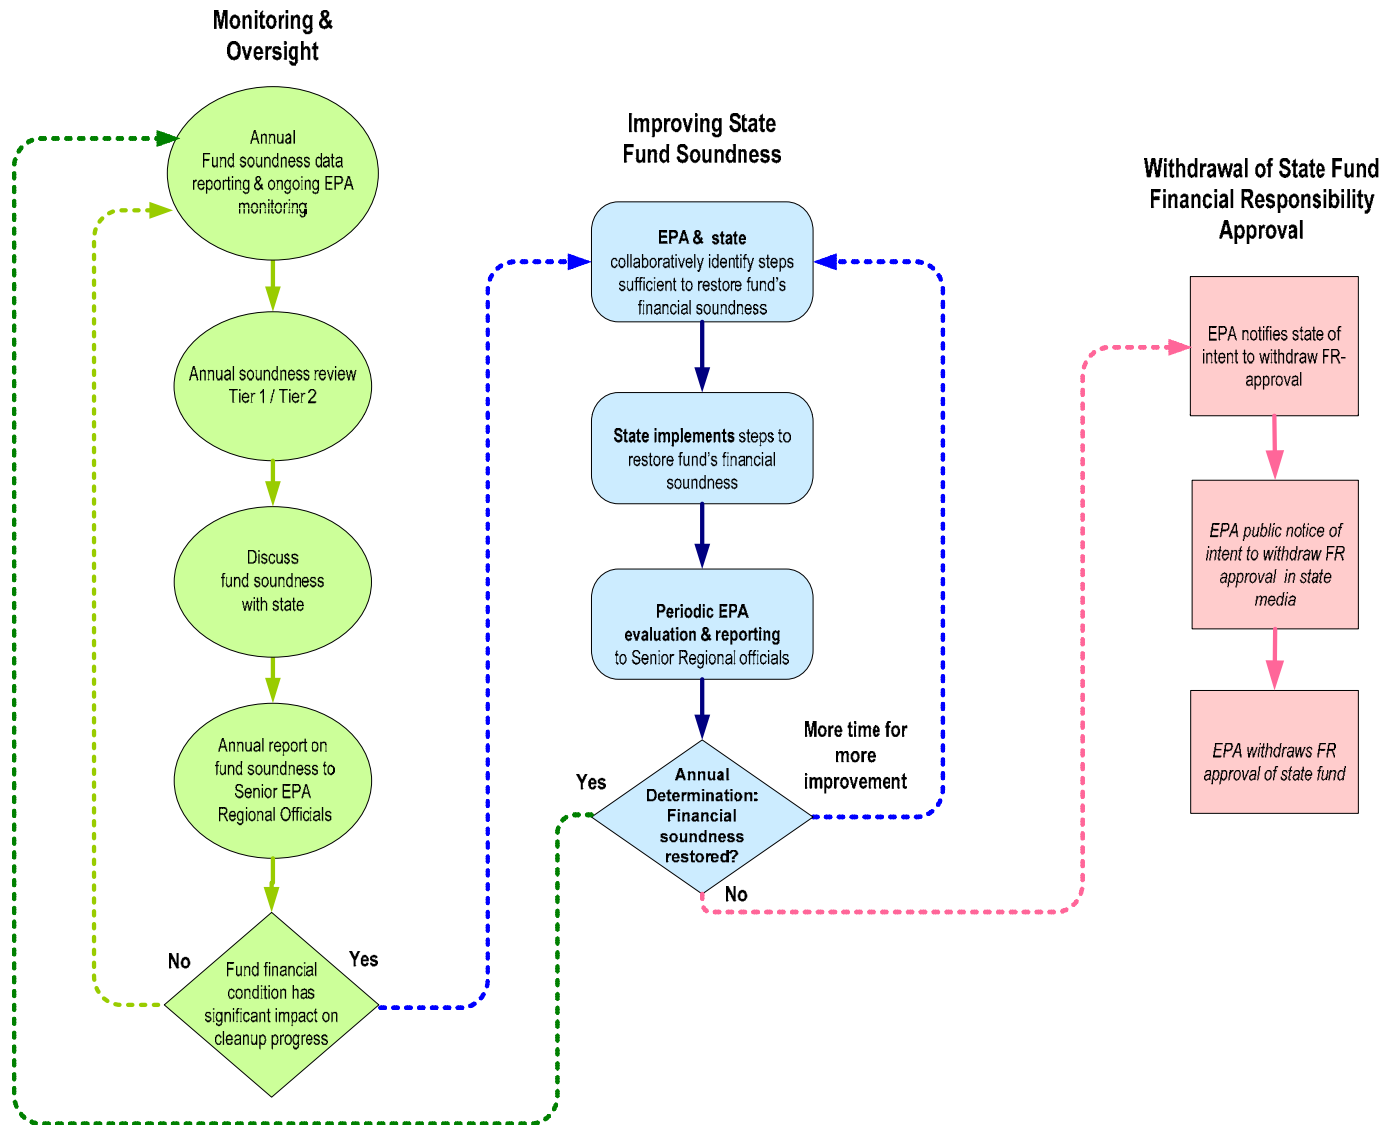 Monitoring &
Oversight
Annual
Fund soundness data
reporting & ongoing EPA
monitoring
Annual soundness review
Tier 1 / Tier 2
Discuss
fund soundness
with state
Annual report on
fund soundness to
Senior EPA
Regional Officials
No
Yes
Fund financial
condition has
significant impact on
cleanup progress
Improving State
Fund Soundness
EPA & state
collaboratively identify steps
sufficient to restore fund's
financial soundness
State implements steps to
restore fund's financial
soundness
Periodic EPA
evaluation & reporting
to Senior Regional officials
More time for
more
improvement
Yes
Annual
Determination:
Financial
soundness
restored?
No
Withdrawal of State Fund
Financial Responsibility
Approval
EPA notifies state of
intent to withdraw FR-
approval
EPA public notice of
intent to withdraw FR
approval in state
media
EPA withdraws FR
approval of state fund